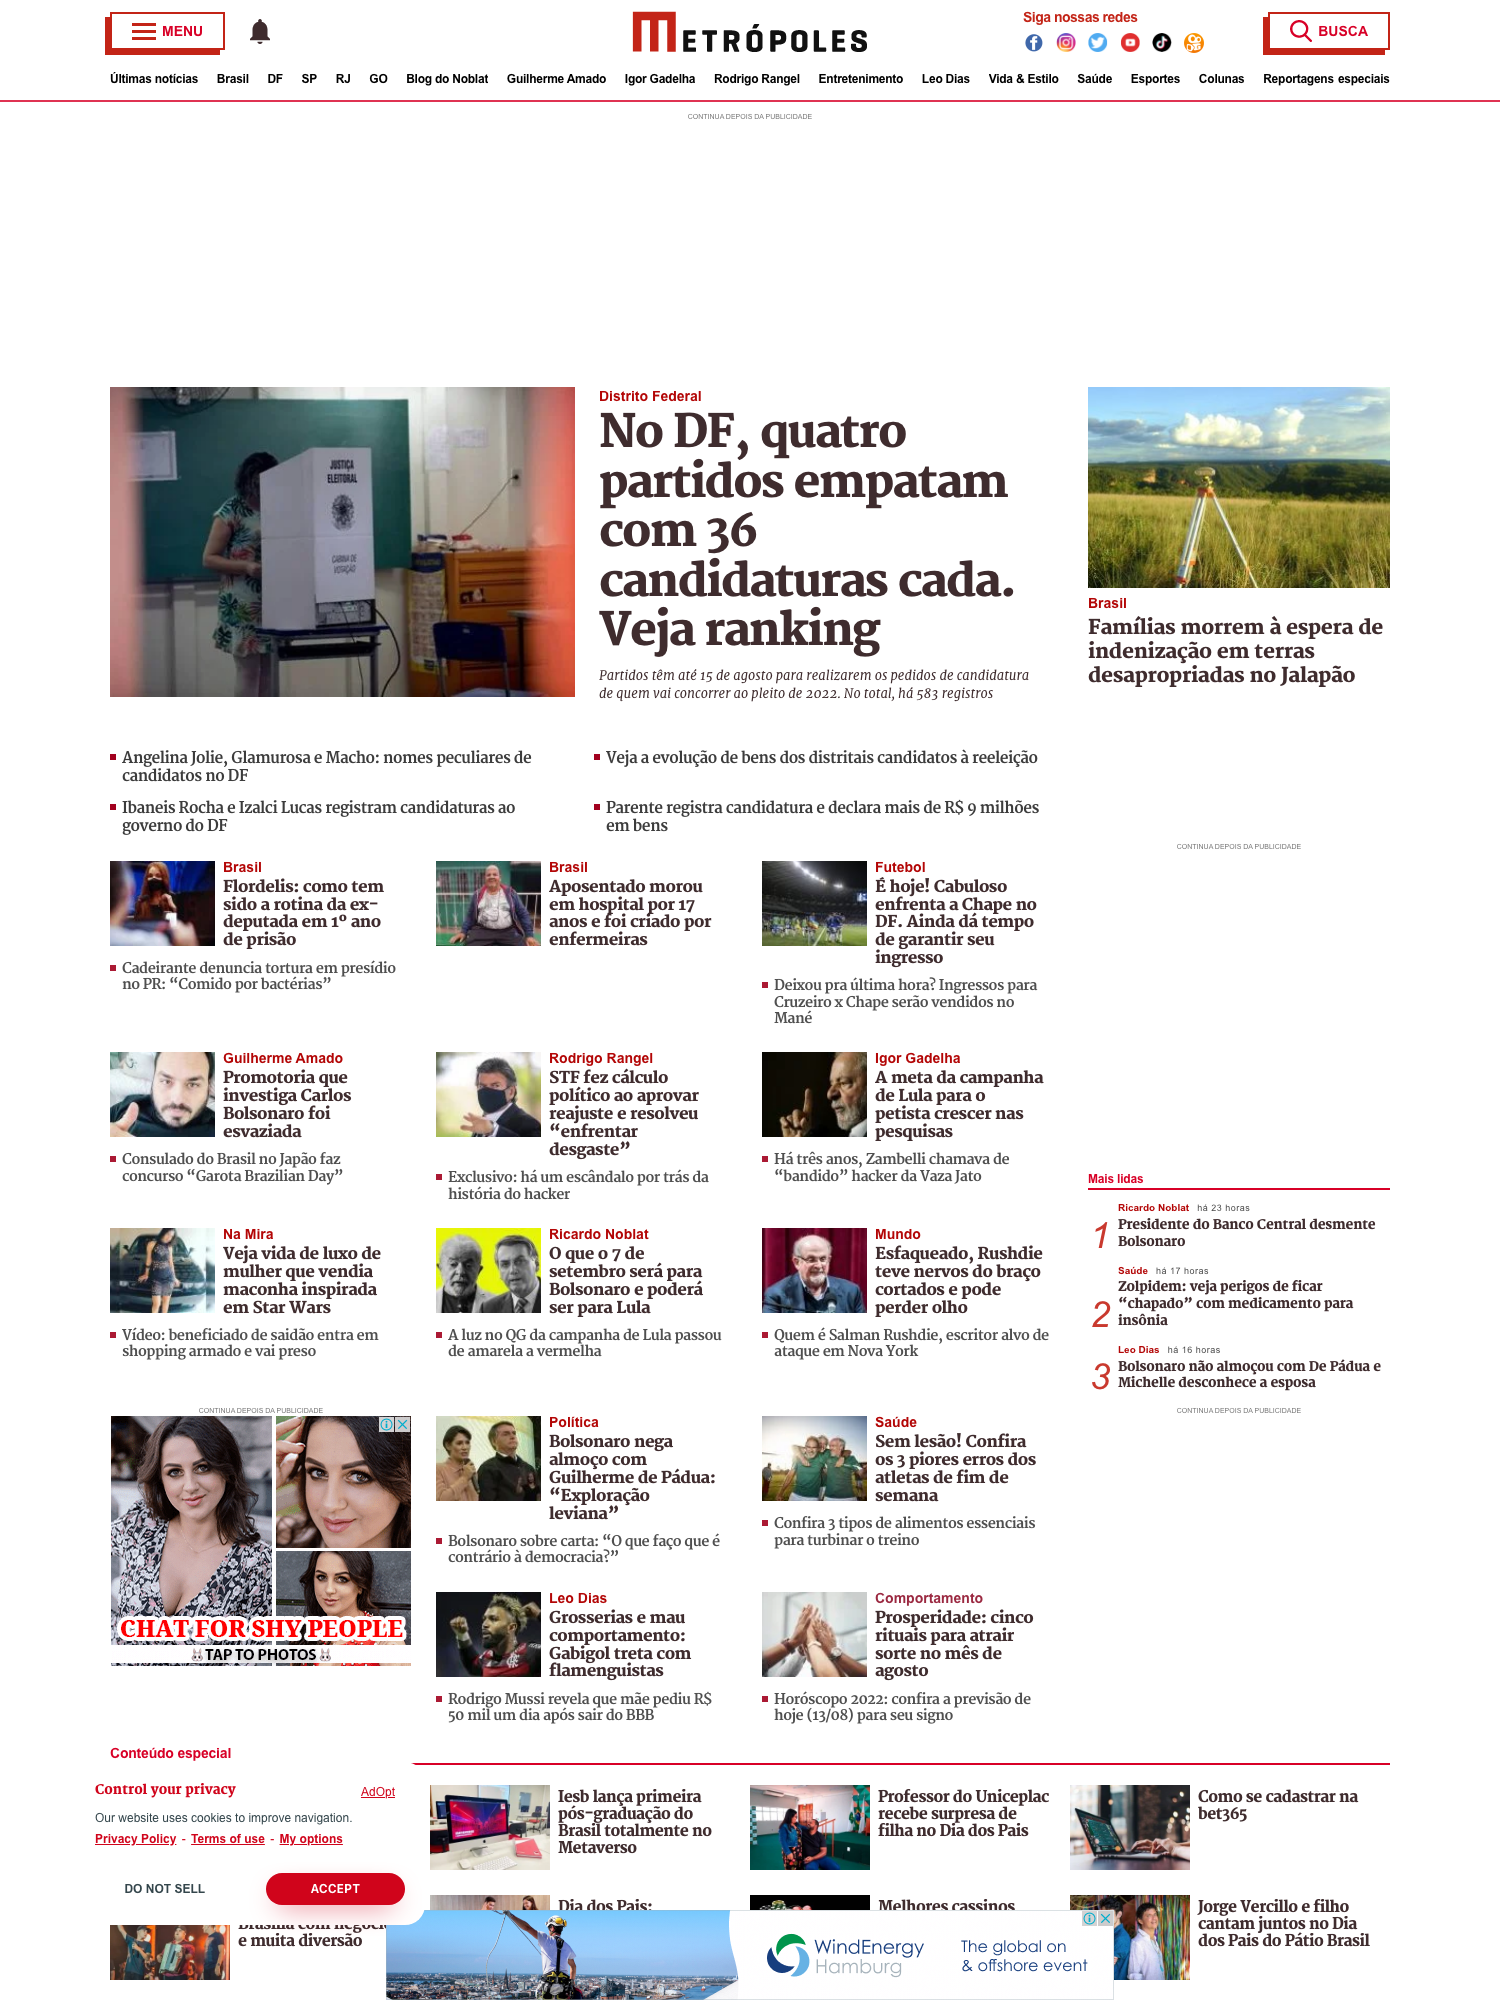 MENU
METRÓPOLES
Siga nossas redes
BUSCA
Últimas notícias Brasil DF SP RJ GO Blog do Noblat Guilherme Amado Igor Gadelha Rodrigo Rangel Entretenimento Leo Dias Vida & Estilo Saúde Esportes Colunas Reportagens especiais
CONTINUA DEPOIS DA PUBLICIDADE
JUSTIÇA
ELEITORAL
CABINA DE
VOTAÇÃO
Distrito Federal
No DF, quatro
partidos empatam
com 36
candidaturas cada.
Veja ranking
Partidos têm até 15 de agosto para realizarem os pedidos de candidatura
de quem vai concorrer ao pleito de 2022. No total, há 583 registros
Brasil
Famílias morrem à espera de
indenização em terras
desapropriadas no Jalapão
Angelina Jolie, Glamurosa e Macho: nomes peculiares de
candidatos no DF
Veja a evolução de bens dos distritais candidatos à reeleição
Ibaneis Rocha e Izalci Lucas registram candidaturas ao
governo do DF
Parente registra candidatura e declara mais de R$ 9 milhões
em bens
CONTINUA DEPOIS DA PUBLICIDADE
Brasil
Flordelis: como tem
sido a rotina da ex-
deputada em 1º ano
de prisão
Cadeirante denuncia tortura em presídio
no PR: “Comido por bactérias”
Brasil
Aposentado morou
em hospital por 17
anos e foi criado por
enfermeiras
Futebol
É hoje! Cabuloso
enfrenta a Chape no
DF. Ainda dá tempo
de garantir seu
ingresso
Deixou pra última hora? Ingressos para
Cruzeiro x Chape serão vendidos no
Mané
Guilherme Amado
Promotoria que
investiga Carlos
Bolsonaro foi
esvaziada
Consulado do Brasil no Japão faz
concurso “Garota Brazilian Day”
Rodrigo Rangel
STF fez cálculo
político ao aprovar
reajuste e resolveu
“enfrentar
desgaste”
Exclusivo: há um escândalo por trás da
história do hacker
Igor Gadelha
A meta da campanha
de Lula para o
petista crescer nas
pesquisas
Há três anos, Zambelli chamava de
“bandido” hacker da Vaza Jato
Na Mira
Veja vida de luxo de
mulher que vendia
maconha inspirada
em Star Wars
Vídeo: beneficiado de saidão entra em
shopping armado e vai preso
Ricardo Noblat
O que o 7 de
setembro será para
Bolsonaro e poderá
ser para Lula
A luz no QG da campanha de Lula passou
de amarela a vermelha
Mundo
Esfaqueado, Rushdie
teve nervos do braço
cortados e pode
perder olho
Quem é Salman Rushdie, escritor alvo de
ataque em Nova York
Mais lidas
Ricardo Noblat há 23 horas
1 Presidente do Banco Central desmente
Bolsonaro
Saúde há 17 horas
2 Zolpidem: veja perigos de ficar
“chapado” com medicamento para
insônia
Leo Dias há 16 horas
3 Bolsonaro não almoçou com De Pádua e
Michelle desconhece a esposa
CONTINUA DEPOIS DA PUBLICIDADE
CONTINUA DEPOIS DA PUBLICIDADE
CHAT FOR SHY PEOPLE
TAP TO PHOTOS
Política
Bolsonaro nega
almoço com
Guilherme de Pádua:
“Exploração
leviana”
Bolsonaro sobre carta: “O que faço que é
contrário à democracia?”
Saúde
Sem lesão! Confira
os 3 piores erros dos
atletas de fim de
semana
Confira 3 tipos de alimentos essenciais
para turbinar o treino
Leo Dias
Grosserias e mau
comportamento:
Gabigol treta com
flamenguistas
Rodrigo Mussi revela que mãe pediu R$
50 mil um dia após sair do BBB
Comportamento
Prosperidade: cinco
rituais para atrair
sorte no mês de
agosto
Horóscopo 2022: confira a previsão de
hoje (13/08) para seu signo
Conteúdo especial
Control your privacy
AdOpt
Our website uses cookies to improve navigation.
Privacy Policy - Terms of use - My options
DO NOT SELL
ACCEPT
Iesb lança primeira
pós-graduação do
Brasil totalmente no
Metaverso
Professor do Uniceplac
recebe surpresa de
filha no Dia dos Pais
Como se cadastrar na
bet365
Brasília com negócios
e muita diversão
Dia dos Pais:
Melhores cassinos
Jorge Vercillo e filho
cantam juntos no Dia
dos Pais do Pátio Brasil
WindEnergy
Hamburg
The global on
& offshore event